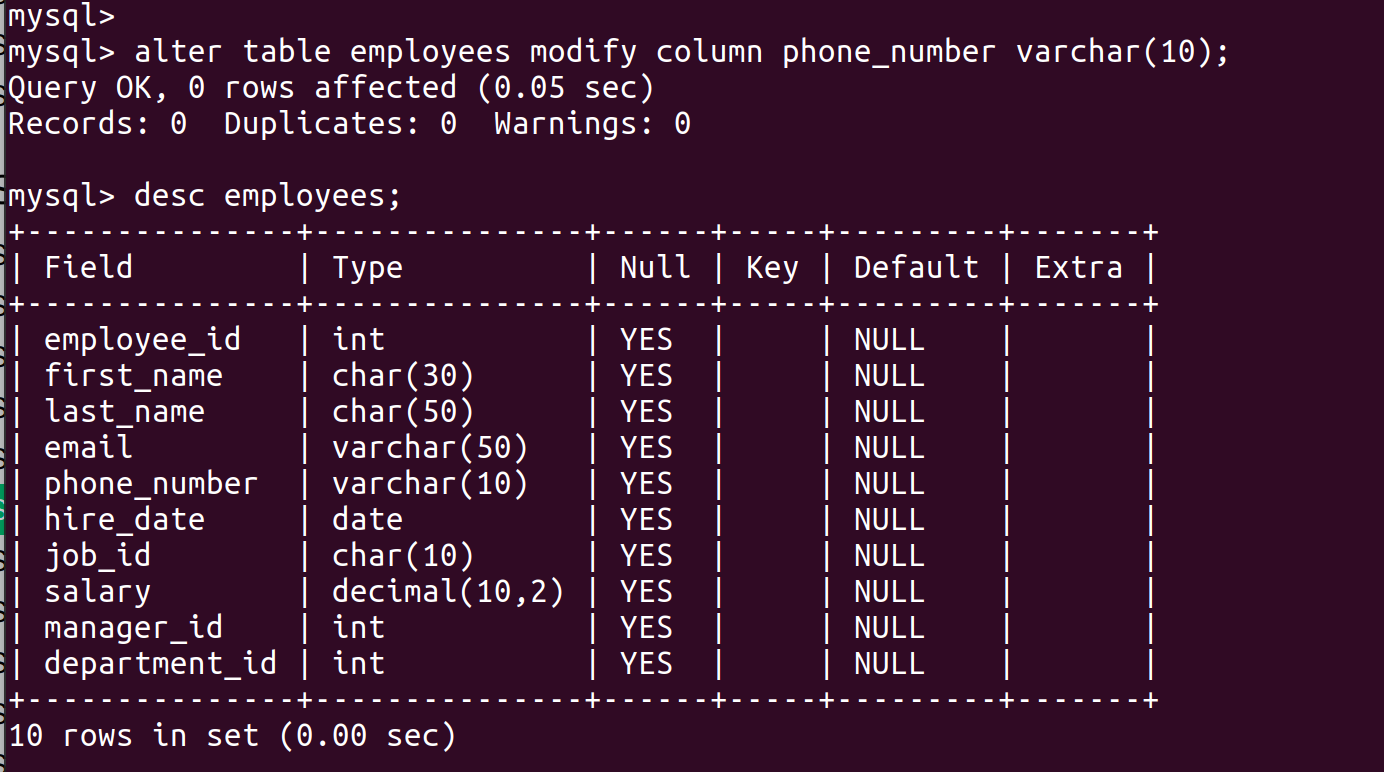 mysql>
mysql> alter table employees modify column phone_number varchar(10);
Query OK, 0 rows affected (0.05 sec)
Records: 0  Duplicates: 0  Warnings: 0
mysql> desc employees;
+---------------+---------------+------+-----+---------+-------+
| Field         | Type          | Null | Key | Default | Extra |
+---------------+---------------+------+-----+---------+-------+
| employee_id   | int           | YES  |     | NULL    |       |
| first_name    | char(30)      | YES  |     | NULL    |       |
| last_name     | char(50)      | YES  |     | NULL    |       |
| email         | varchar(50)   | YES  |     | NULL    |       |
| phone_number  | varchar(10)   | YES  |     | NULL    |       |
| hire_date     | date          | YES  |     | NULL    |       |
| job_id        | char(10)      | YES  |     | NULL    |       |
| salary        | decimal(10,2) | YES  |     | NULL    |       |
| manager_id    | int           | YES  |     | NULL    |       |
| department_id | int           | YES  |     | NULL    |       |
+---------------+---------------+------+-----+---------+-------+
10 rows in set (0.00 sec)